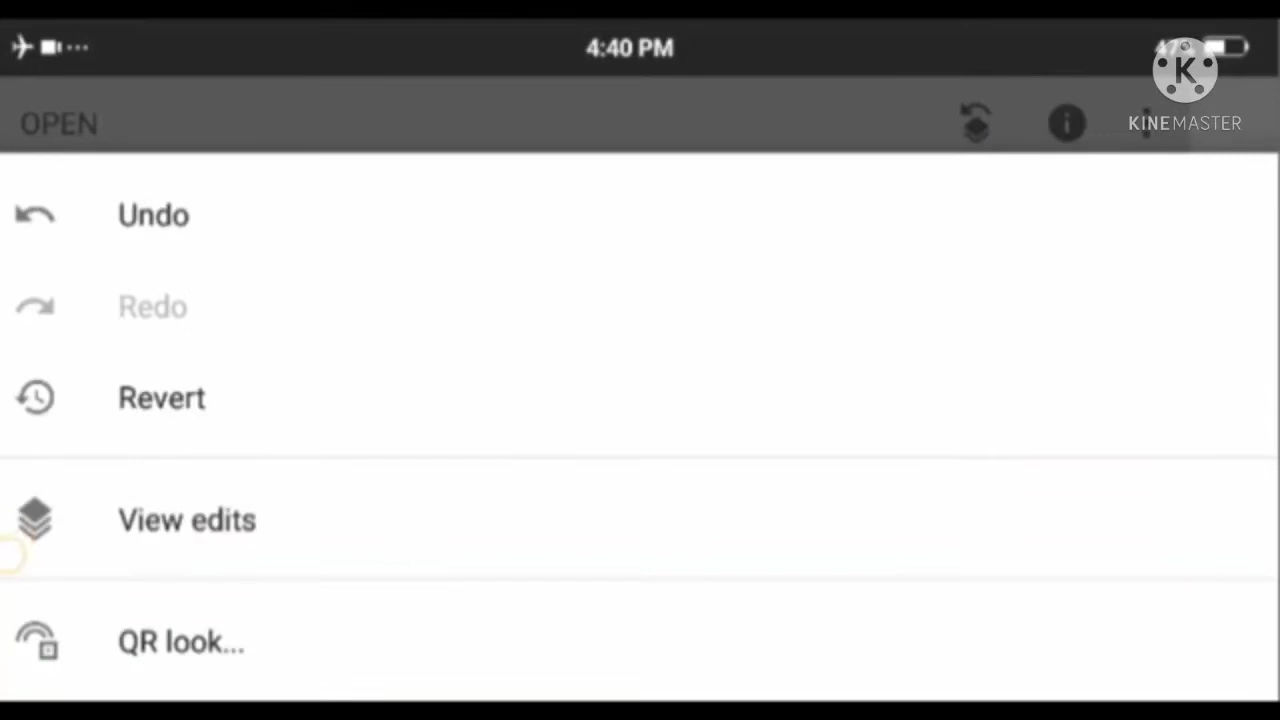 4:40 PM
OPEN
K
KINEMASTER
Undo
Redo
Revert
View edits
QR look...